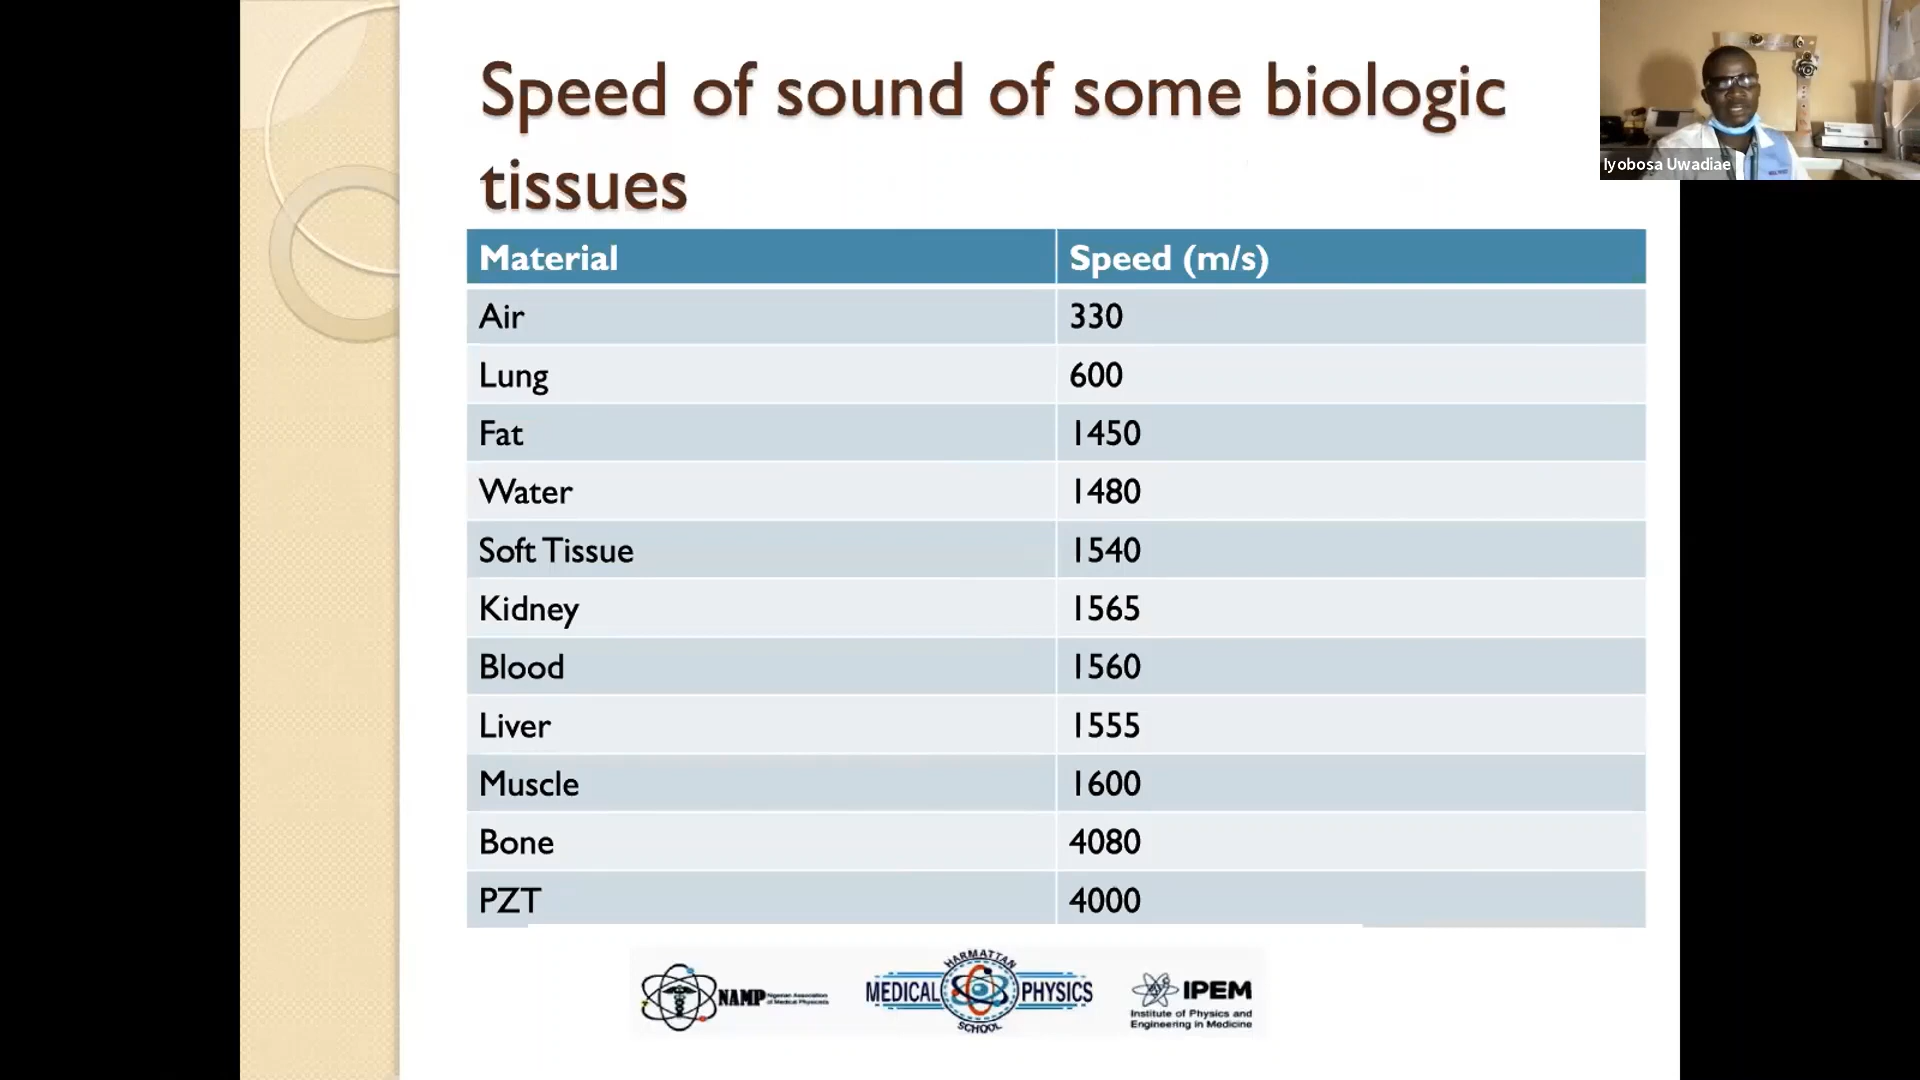 Speed of sound of some biologic
tissues
Iyobosa Uwadiae
Material Speed (m/s)
Air 330
Lung 600
Fat 1450
Water 1480
Soft Tissue 1540
Kidney 1565
Blood 1560
Liver 1555
Muscle 1600
Bone 4080
PZT 4000
NAMP Nigerian Association
of Medical Physicists
HARMATTAN
MEDICAL PHYSICS
SCHOOL
IPEM
Institute of Physics and
Engineering in Medicine